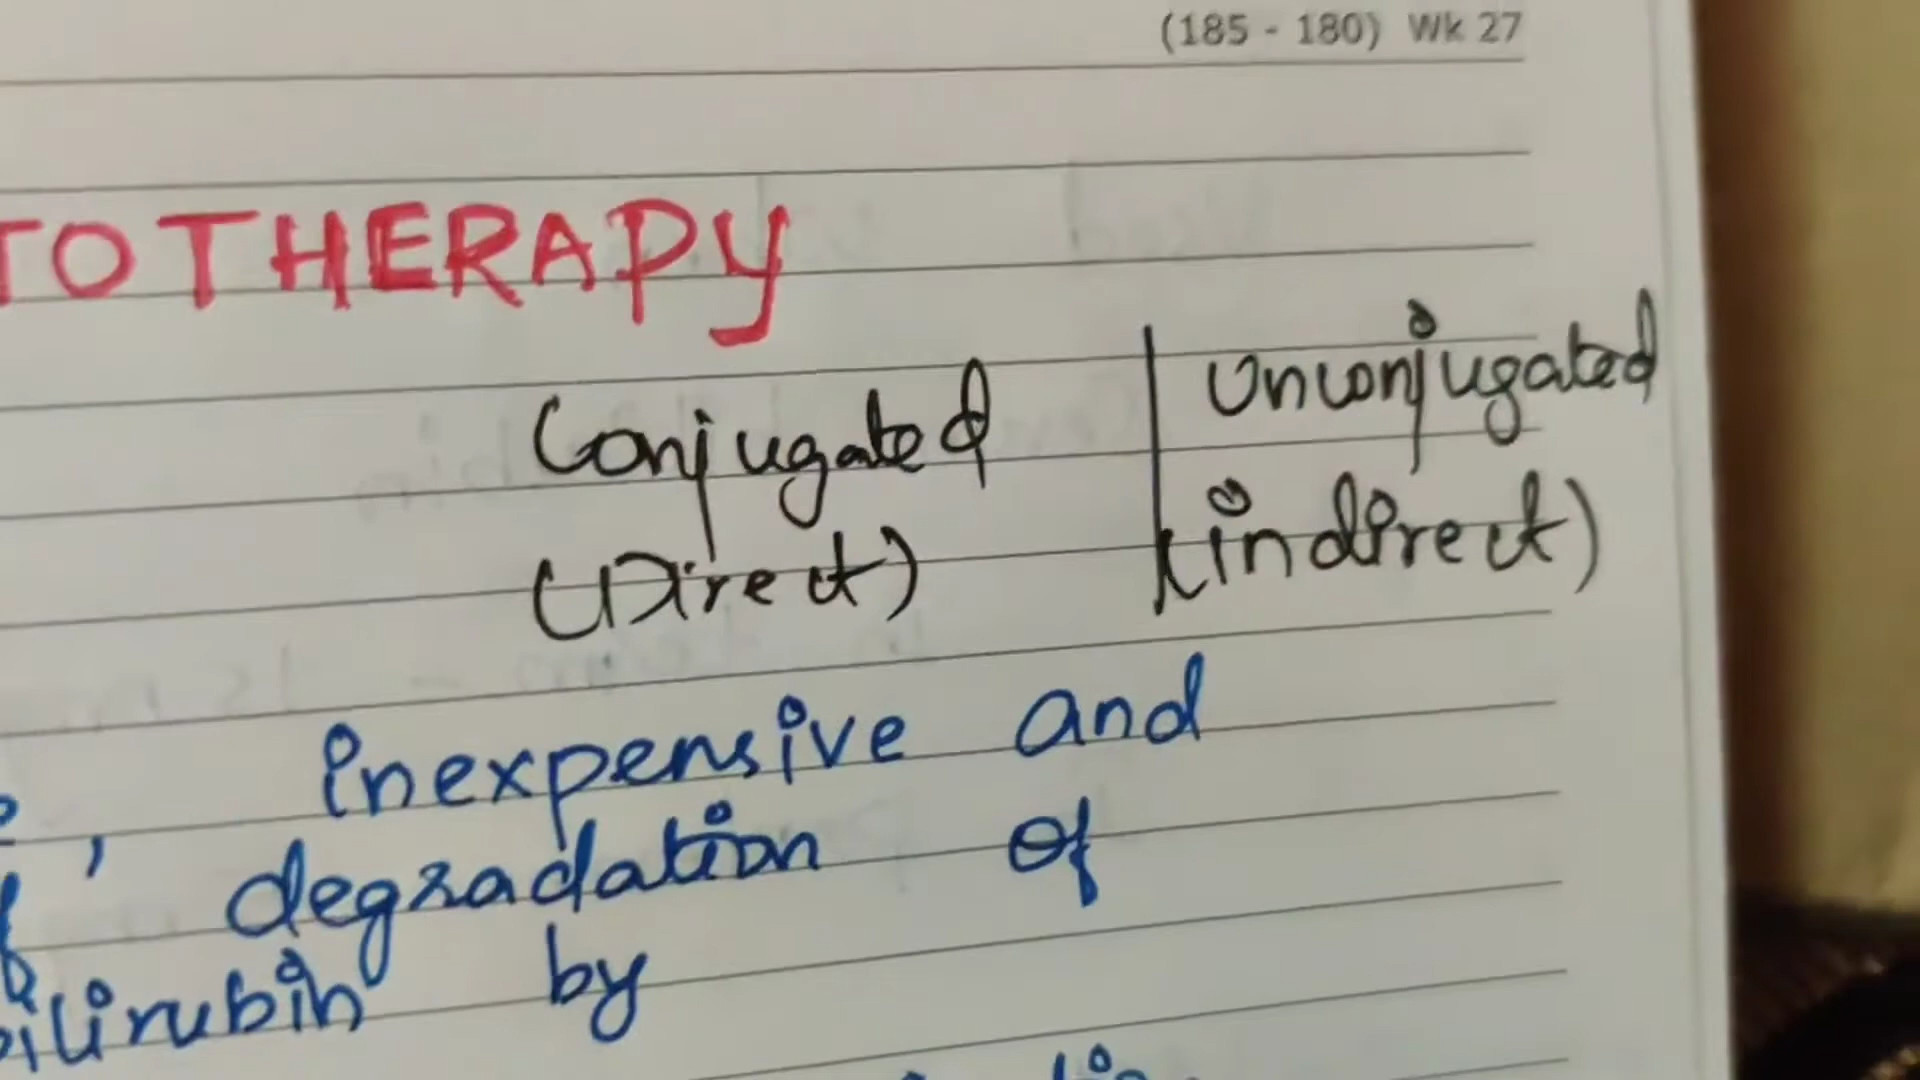 (185 - 180) Wk 27
TOTHERAPY
Conjugated | Unconjugated
(Direct) (indirect)
inexpensive and
, degradation of
bilirubin by